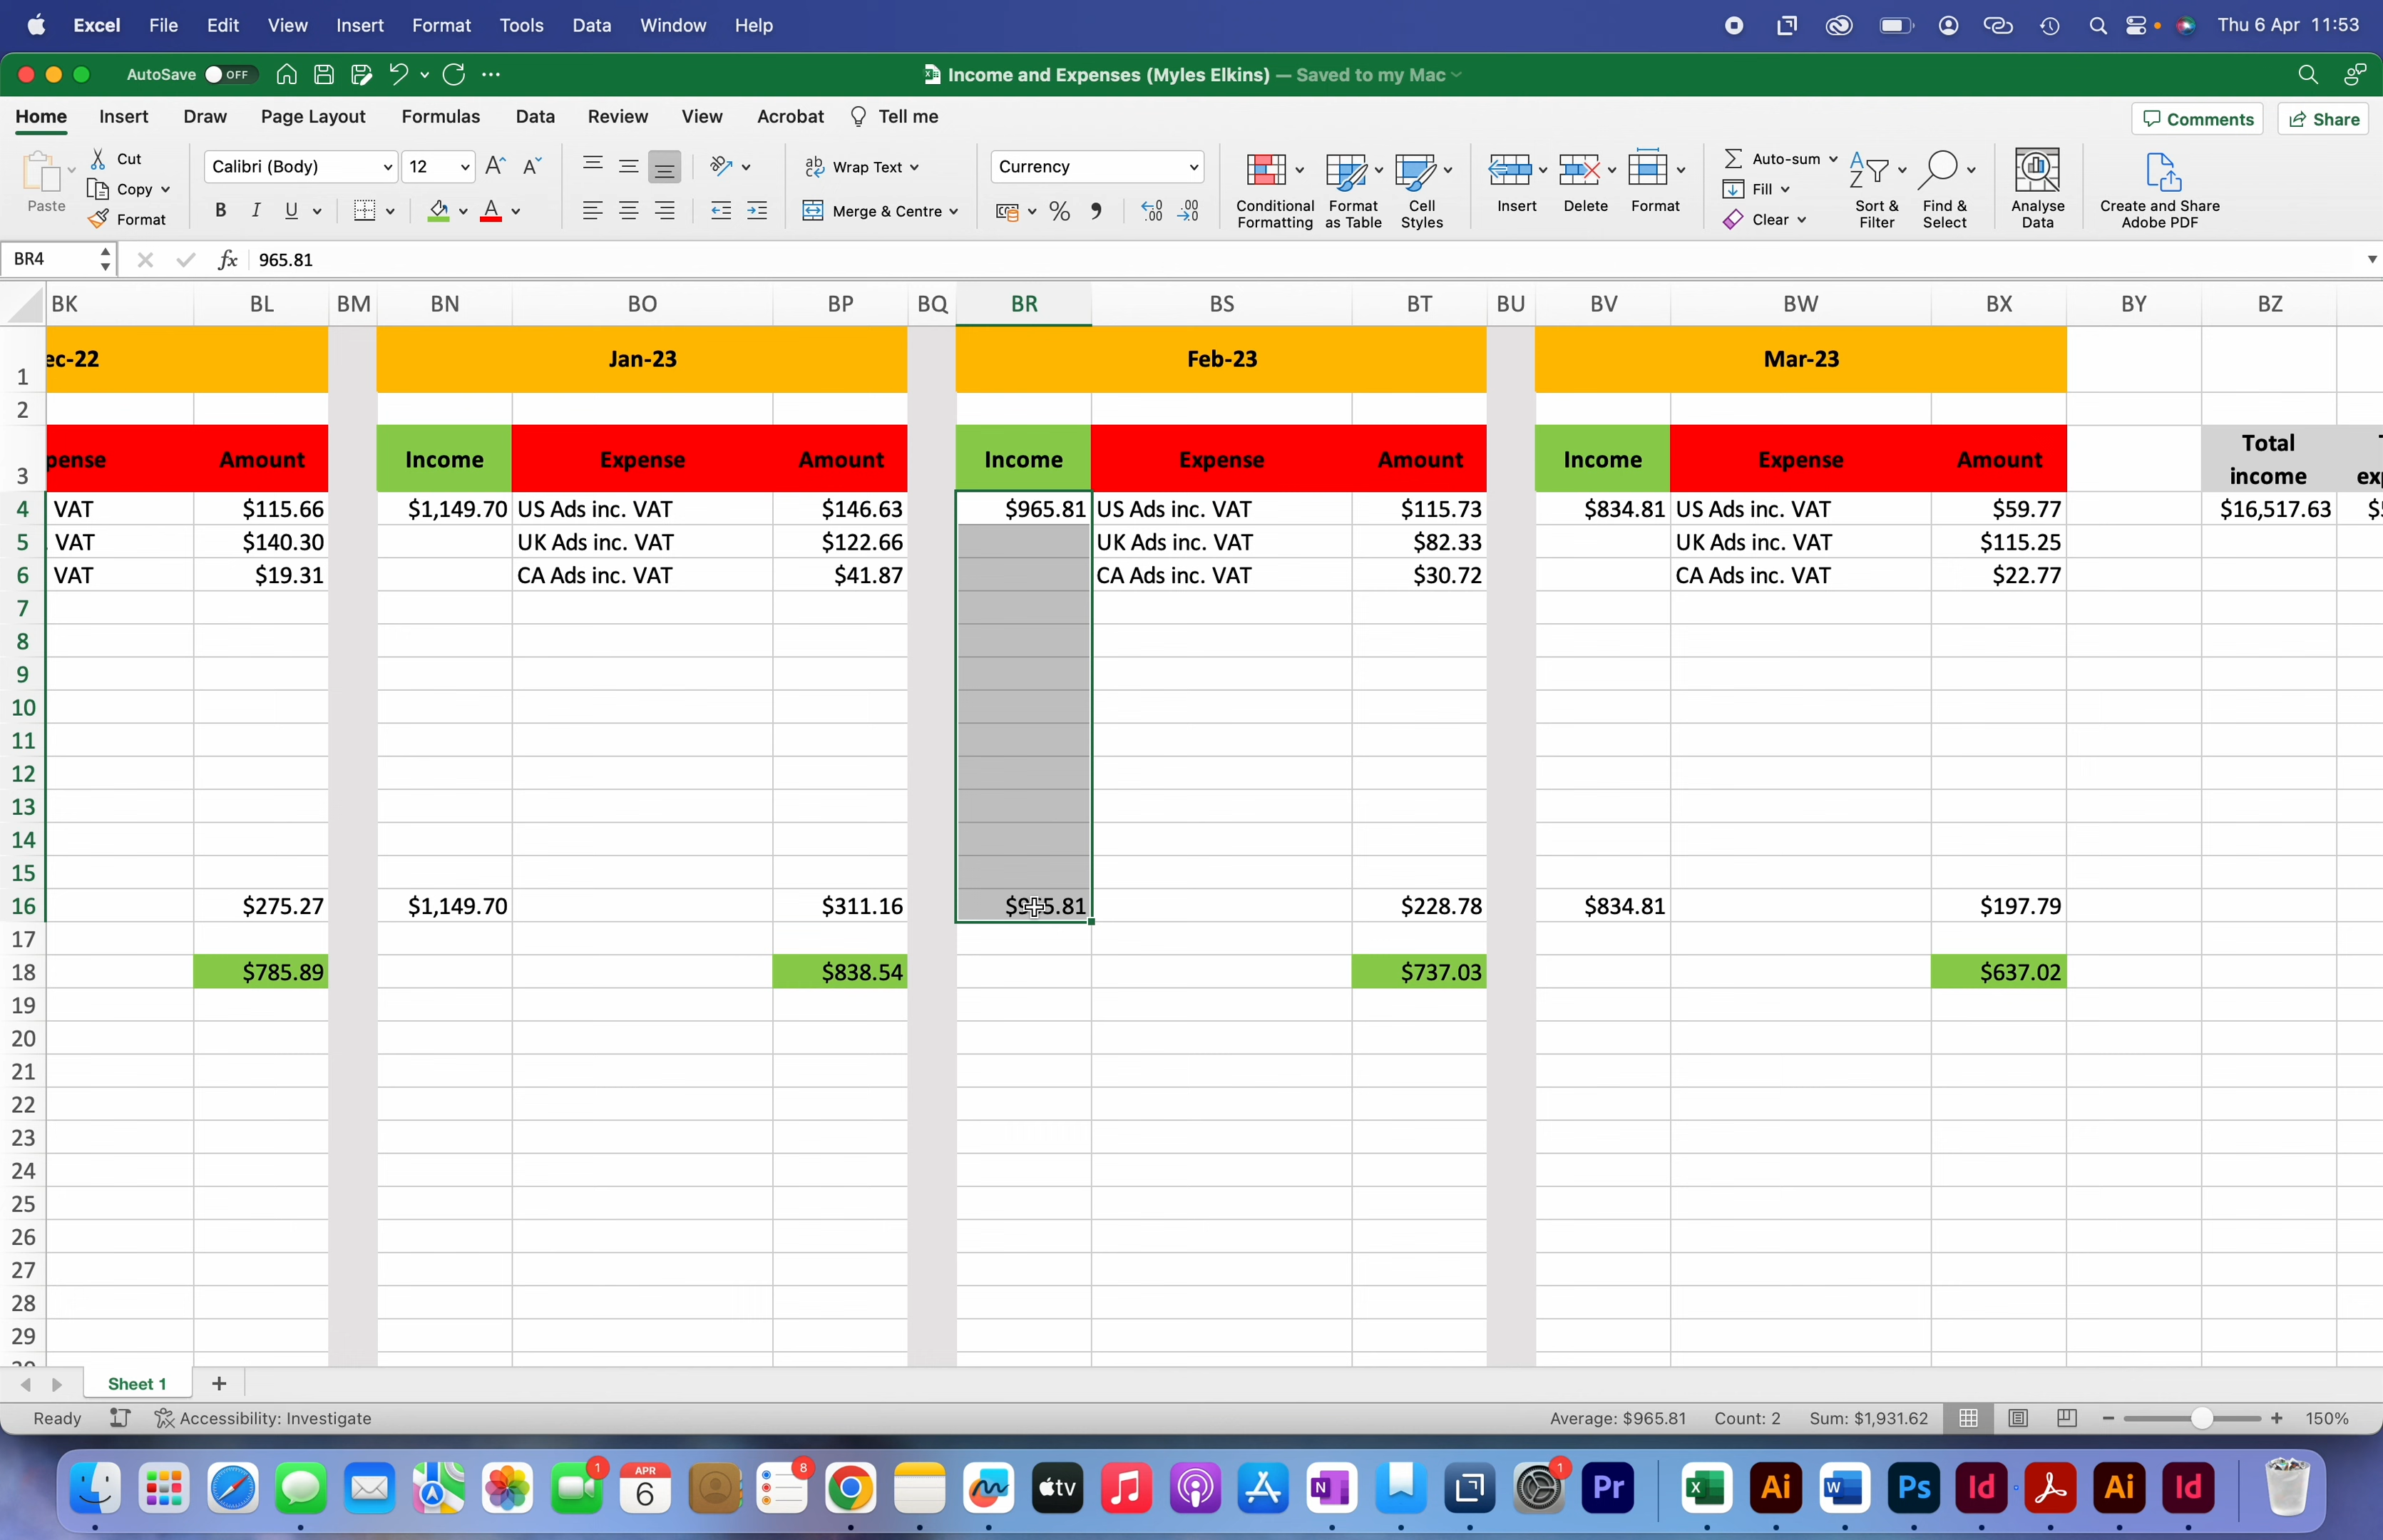 Excel File Edit View Insert Format Tools Data Window Help Thu 6 Apr 11:53
AutoSave OFF Income and Expenses (Myles Elkins) — Saved to my Mac
Home Insert Draw Page Layout Formulas Data Review View Acrobat Tell me Comments Share
Paste Cut Copy Format
Calibri (Body) 12
B I U A
Wrap Text
Merge & Centre
Currency
Conditional Formatting
Format as Table
Cell Styles
Insert Delete Format
Auto-sum Fill Clear
Sort & Filter
Find & Select
Analyse Data
Create and Share Adobe PDF
BR4 fx 965.81
BK BL BM BN BO BP BQ BR BS BT BU BV BW BX BY BZ
1 ec-22 Jan-23 Feb-23 Mar-23
2
3 pense Amount Income Expense Amount Income Expense Amount Income Expense Amount Total income
4 VAT $115.66 $1,149.70 US Ads inc. VAT $146.63 $965.81 US Ads inc. VAT $115.73 $834.81 US Ads inc. VAT $59.77 $16,517.63
5 VAT $140.30 UK Ads inc. VAT $122.66 UK Ads inc. VAT $82.33 UK Ads inc. VAT $115.25
6 VAT $19.31 CA Ads inc. VAT $41.87 CA Ads inc. VAT $30.72 CA Ads inc. VAT $22.77
7
8
9
10
11
12
13
14
15
16 $275.27 $1,149.70 $311.16 $228.78 $834.81 $197.79
17
18 $785.89 $838.54 $737.03 $637.02
19
20
21
22
23
24
25
26
27
28
29
Sheet 1 +
Ready Accessibility: Investigate Average: $965.81 Count: 2 Sum: $1,931.62 150%
1 APR 6 8 tv N 1 Pr X Ai W Ps Id Ai Id